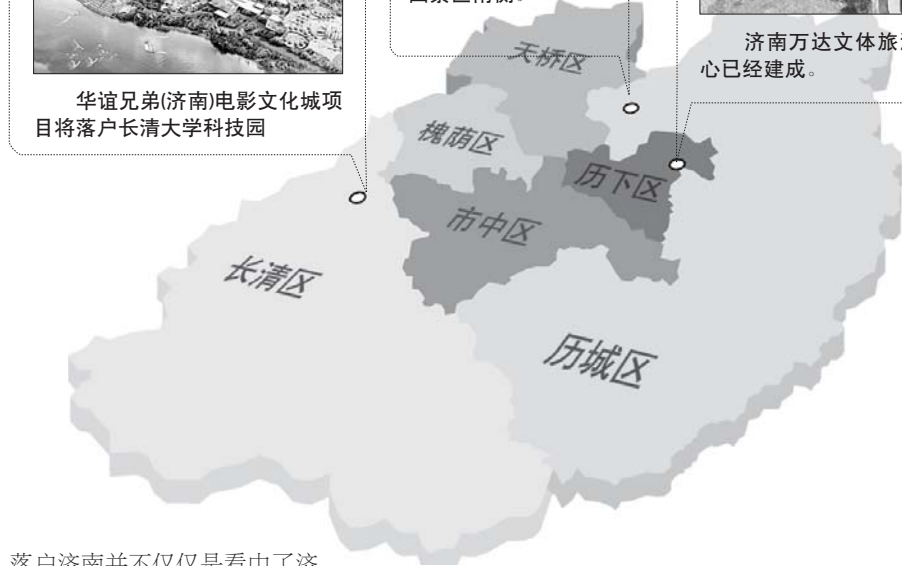 华谊兄弟(济南)电影文化城项
目将落户长清大学科技园
济南万达文体旅
心已经建成。
天桥区
槐荫区
历下区
市中区
长清区
历城区
落户济南并不仅仅是看中了济